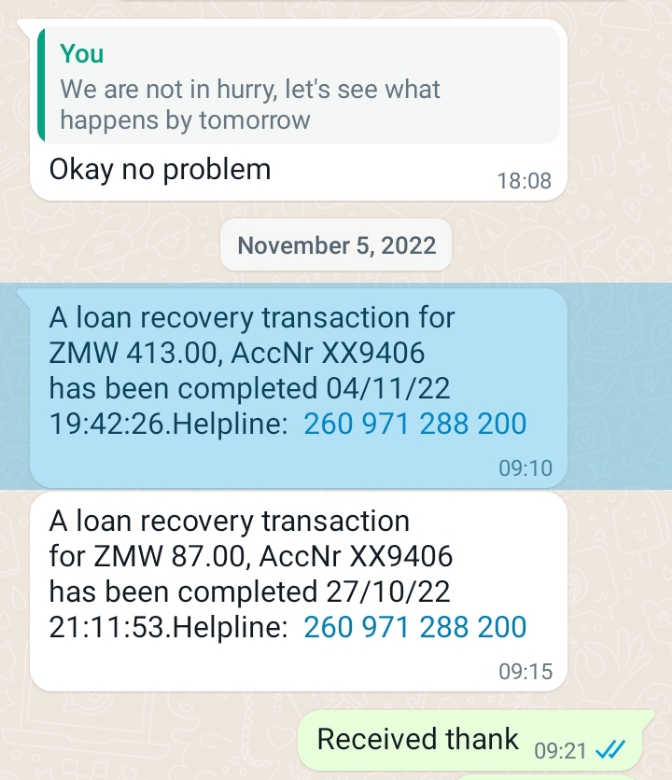 You
We are not in hurry, let's see what
happens by tomorrow
Okay no problem
18:08
November 5, 2022
A loan recovery transaction for
ZMW 413.00, AccNr XX9406
has been completed 04/11/22
19:42:26.Helpline: 260 971 288 200
09:10
A loan recovery transaction
for ZMW 87.00, AccNr XX9406
has been completed 27/10/22
21:11:53.Helpline: 260 971 288 200
09:15
Received thank 09:21